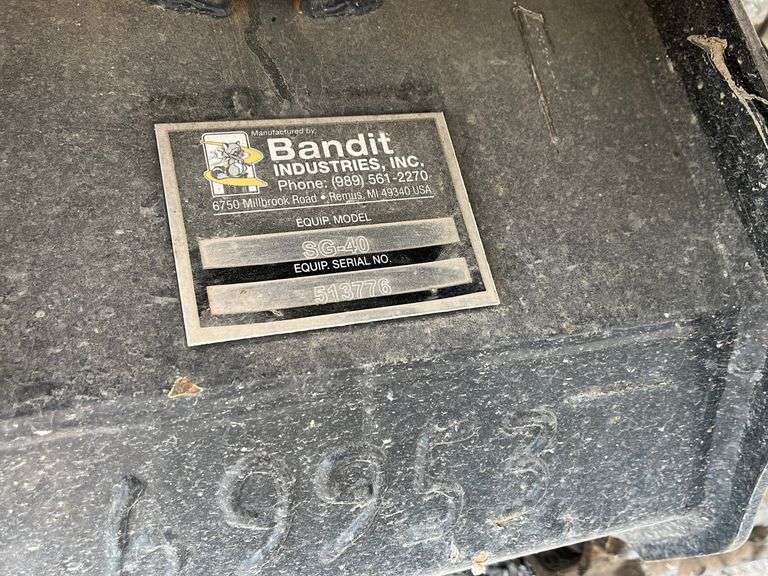 Manufactured by:
Bandit
INDUSTRIES, INC.
Phone: (989) 561-2270
6750 Millbrook Road • Remus, MI 49340 USA
EQUIP. MODEL
SG-40
EQUIP. SERIAL NO.
513776